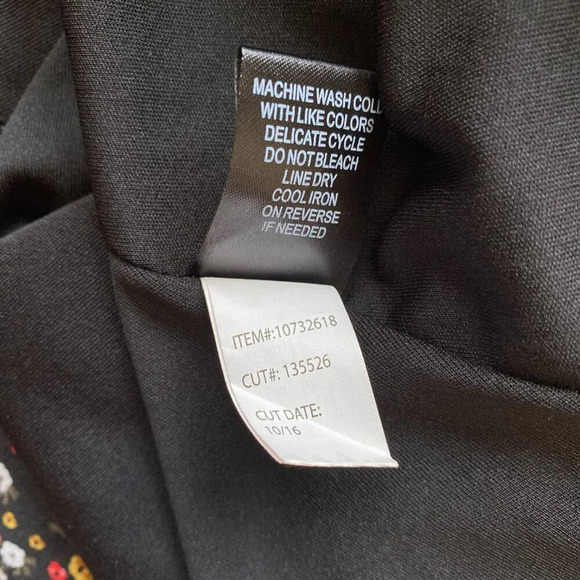 MACHINE WASH COLL
WITH LIKE COLORS
DELICATE CYCLE
DO NOT BLEACH
LINE DRY
COOL IRON
ON REVERSE
IF NEEDED
ITEM#:10732618
CUT#: 135526
CUT DATE:
10/16